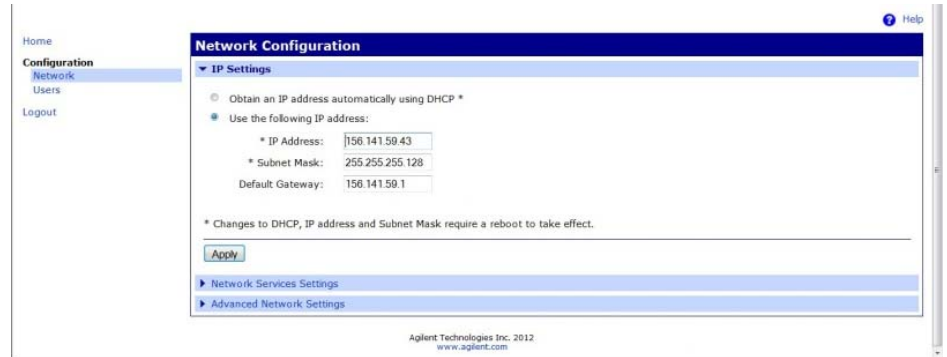 Help
Home
Configuration
Network
Users
Logout
Network Configuration
IP Settings
Obtain an IP address automatically using DHCP *
Use the following IP address:
* IP Address: 156.141.59.43
* Subnet Mask: 255.255.255.128
Default Gateway: 156.141.59.1
* Changes to DHCP, IP address and Subnet Mask require a reboot to take effect.
Apply
Network Services Settings
Advanced Network Settings
Agilent Technologies Inc. 2012
www.agilent.com